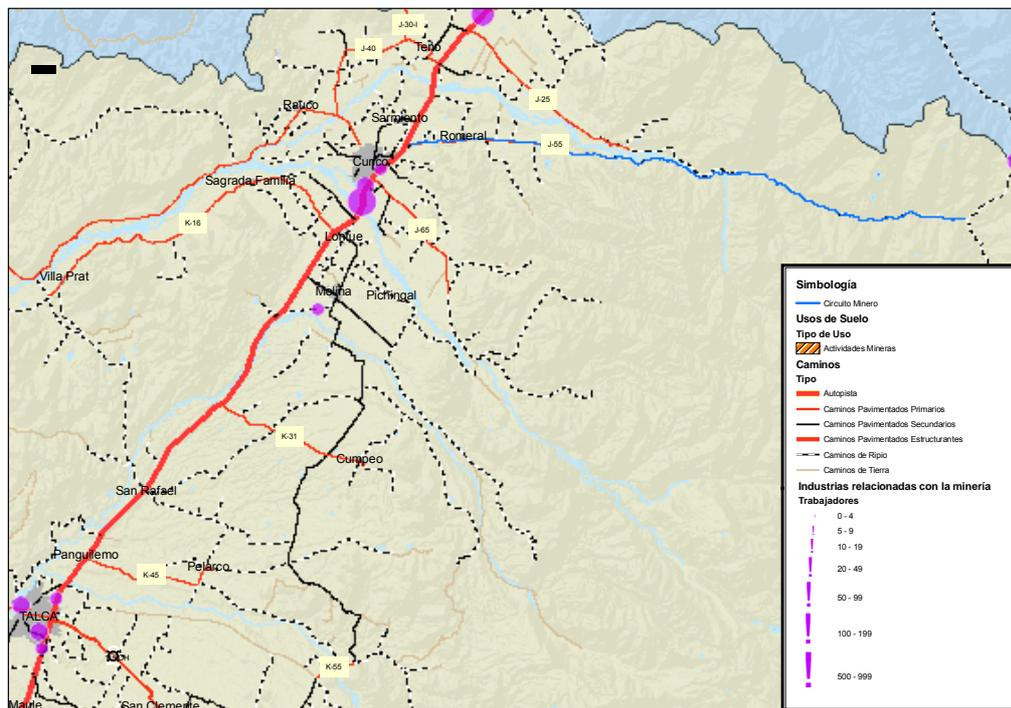 J-30-I
Teno
J-40
J-25
Rauco
Sarmiento
Romeral
J-55
Curico
Sagrada Familia
K-16
J-65
Lontue
Villa Prat
Molina
Pichingal
K-31
Cumpeo
San Rafael
Panguilemo
K-45
Pelarco
TALCA
K-55
Maule
San Clemente
Simbología
Circuito Minero
Usos de Suelo
Tipo de Uso
Actividades Mineras
Caminos
Tipo
Autopista
Caminos Pavimentados Primarios
Caminos Pavimentados Secundarios
Caminos Pavimentados Estructurantes
Caminos de Ripio
Caminos de Tierra
Industrias relacionadas con la minería
Trabajadores
0 - 4
5 - 9
10 - 19
20 - 49
50 - 99
100 - 199
500 - 999